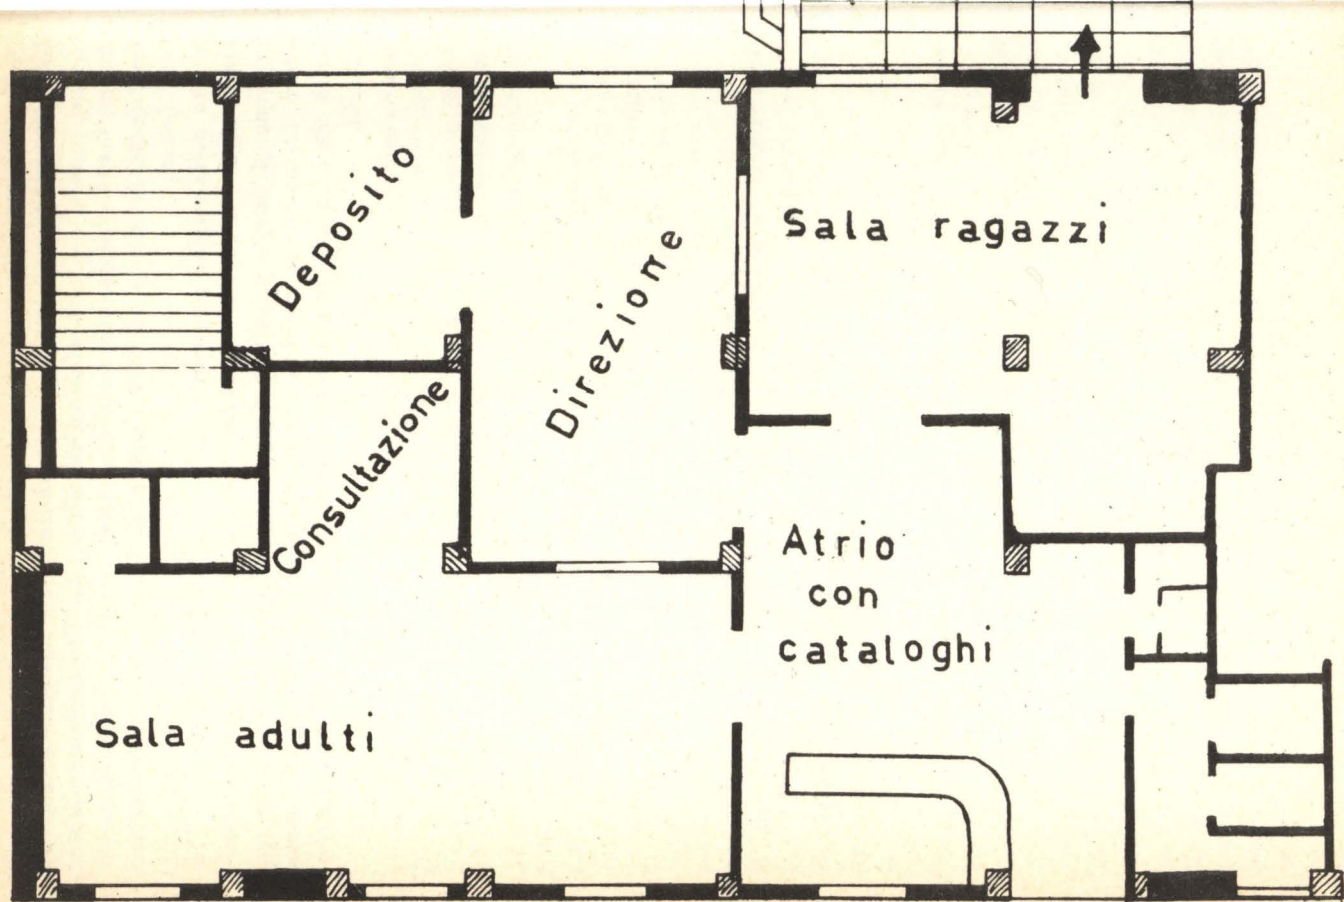 Deposito
Direzione
Sala ragazzi
Consultazione
Atrio
con
cataloghi
Sala adulti